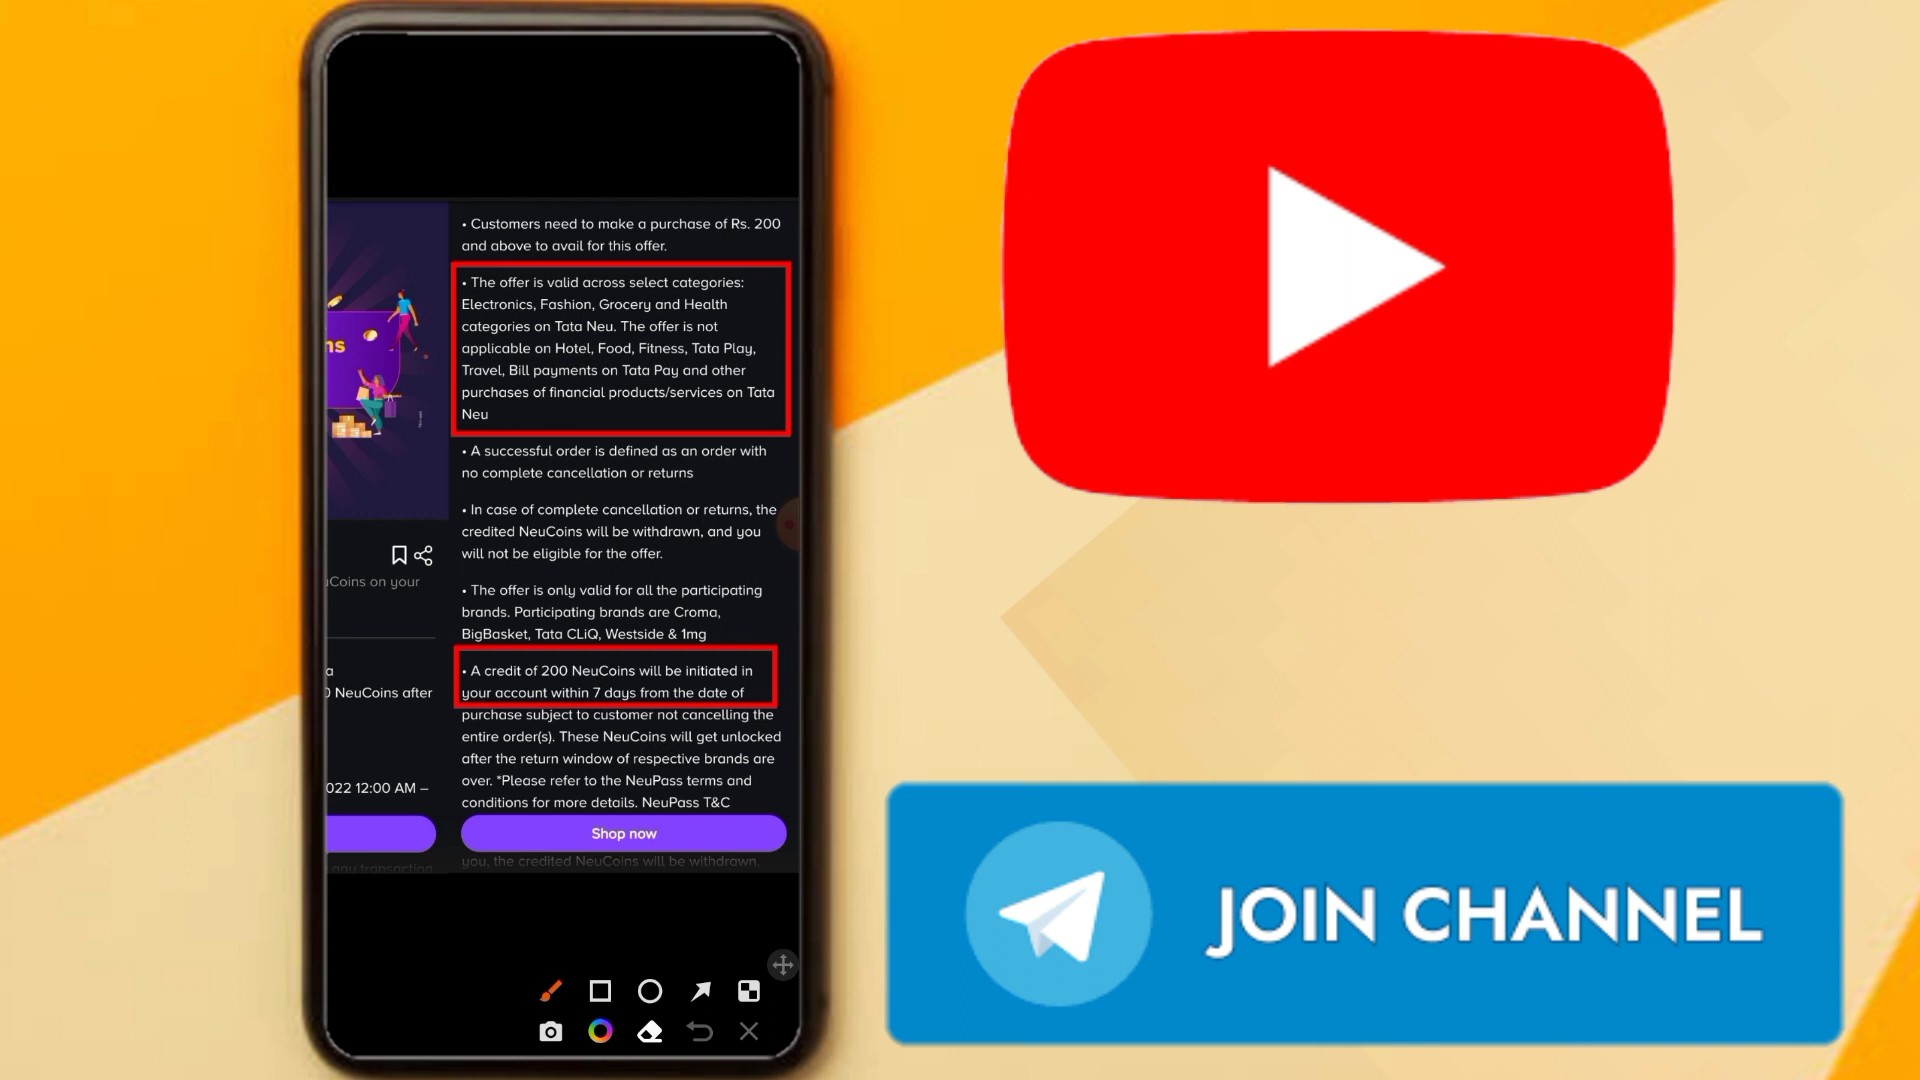 ns
Coins on your
a
NeuCoins after
022 12:00 AM –
any transaction
• Customers need to make a purchase of Rs. 200
and above to avail for this offer.
• The offer is valid across select categories:
Electronics, Fashion, Grocery and Health
categories on Tata Neu. The offer is not
applicable on Hotel, Food, Fitness, Tata Play,
Travel, Bill payments on Tata Pay and other
purchases of financial products/services on Tata
Neu
• A successful order is defined as an order with
no complete cancellation or returns
• In case of complete cancellation or returns, the
credited NeuCoins will be withdrawn, and you
will not be eligible for the offer.
• The offer is only valid for all the participating
brands. Participating brands are Croma,
BigBasket, Tata CLiQ, Westside & 1mg
• A credit of 200 NeuCoins will be initiated in
your account within 7 days from the date of
purchase subject to customer not cancelling the
entire order(s). These NeuCoins will get unlocked
after the return window of respective brands are
over. *Please refer to the NeuPass terms and
conditions for more details. NeuPass T&C
Shop now
you, the credited NeuCoins will be withdrawn,
JOIN CHANNEL